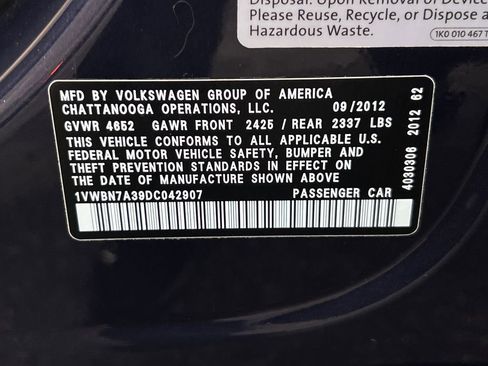 Disposal: Upon Removal or Device
Please Reuse, Recycle, or Dispose a
Hazardous Waste.
1K0 010 467 T
MFD BY VOLKSWAGEN GROUP OF AMERICA
CHATTANOOGA OPERATIONS, LLC. 09/2012
GVWR 4652 GAWR FRONT 2425/REAR 2337 LBS
THIS VEHICLE CONFORMS TO ALL APPLICABLE U.S.
FEDERAL MOTOR VEHICLE SAFETY, BUMPER AND
THEFT PREVENTION STANDARDS IN EFFECT ON
THE DATE OF MANUFACTURE SHOWN ABOVE.
1VWBN7A39DC042907 PASSENGER CAR
4030306 2012 62